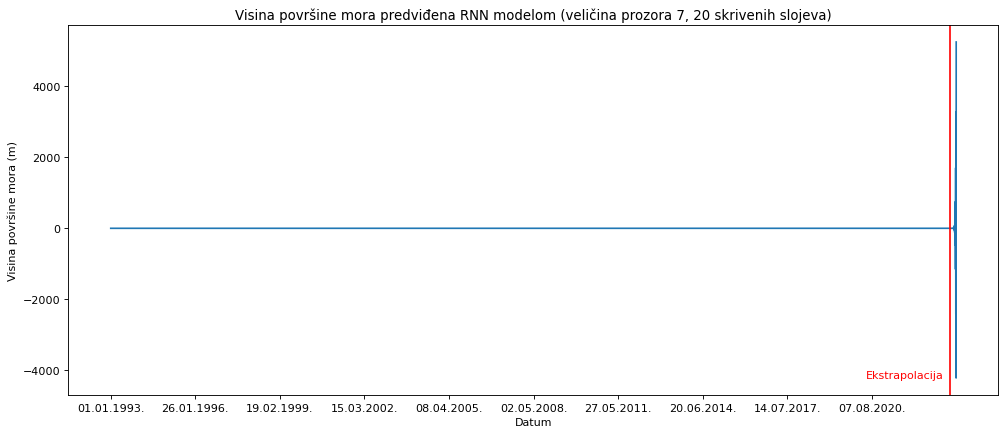 Visina površine mora predviđena RNN modelom (veličina prozora 7, 20 skrivenih slojeva)
Visina površine mora (m)
4000
2000
0
−2000
−4000
Ekstrapolacija
01.01.1993. 26.01.1996. 19.02.1999. 15.03.2002. 08.04.2005. 02.05.2008. 27.05.2011. 20.06.2014. 14.07.2017. 07.08.2020.
Datum